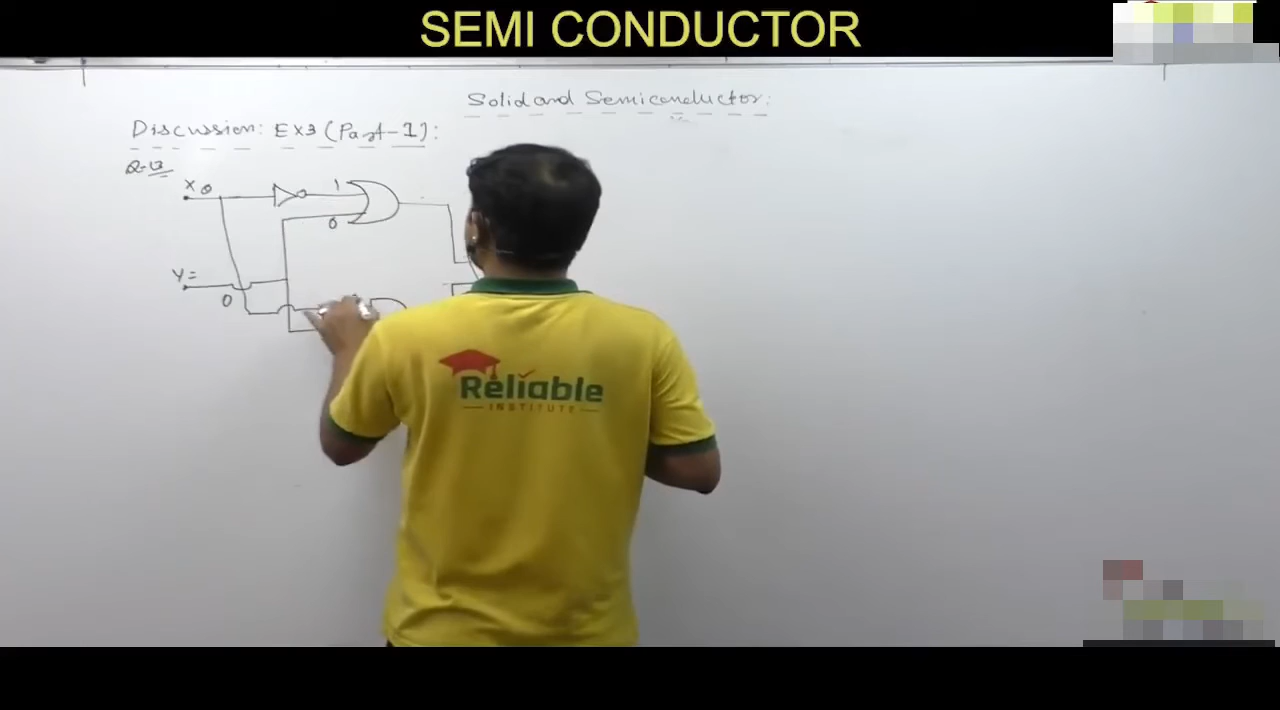 SEMI CONDUCTOR
Solid and Semiconductor:
Discussion: EX3 (Part-1):
Q-13
X 0
1
0
Y=
0
Reliable
INSTITUTE